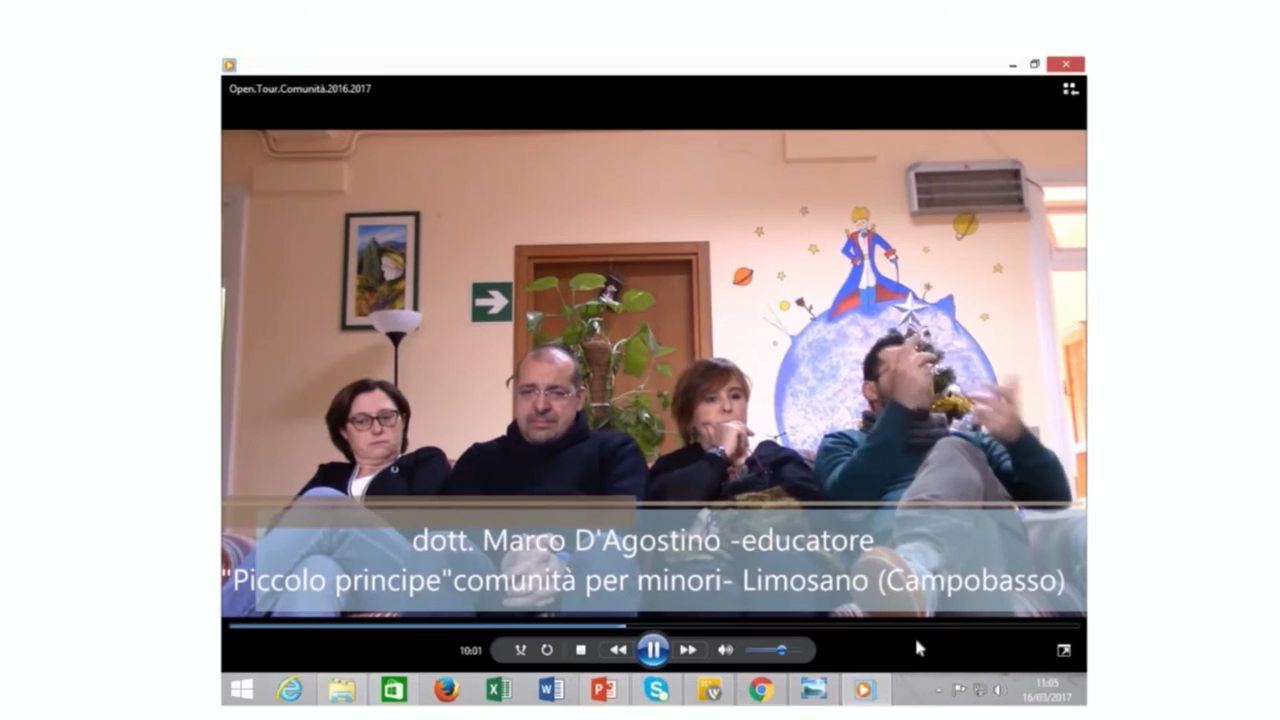 Open.Tour.Comunità.2016.2017
dott. Marco D'Agostino -educatore
"Piccolo principe"comunità per minori- Limosano (Campobasso)
10:01
11:05
16/03/2017